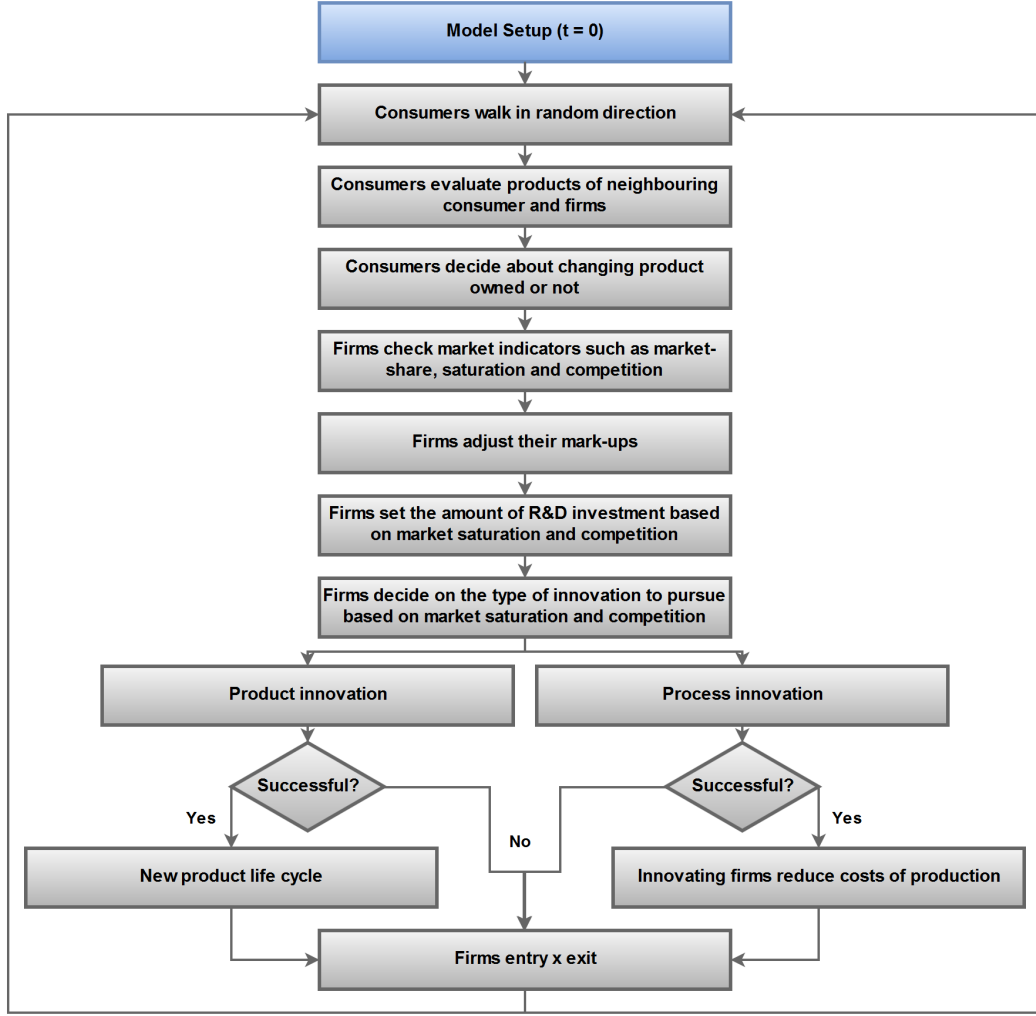 Model Setup (t = 0)
Consumers walk in random direction
Consumers evaluate products of neighbouring
consumer and firms
Consumers decide about changing product
owned or not
Firms check market indicators such as market-
share, saturation and competition
Firms adjust their mark-ups
Firms set the amount of R&D investment based
on market saturation and competition
Firms decide on the type of innovation to pursue
based on market saturation and competition
Product innovation
Process innovation
Successful?
Successful?
Yes
No
Yes
New product life cycle
Innovating firms reduce costs of production
Firms entry x exit